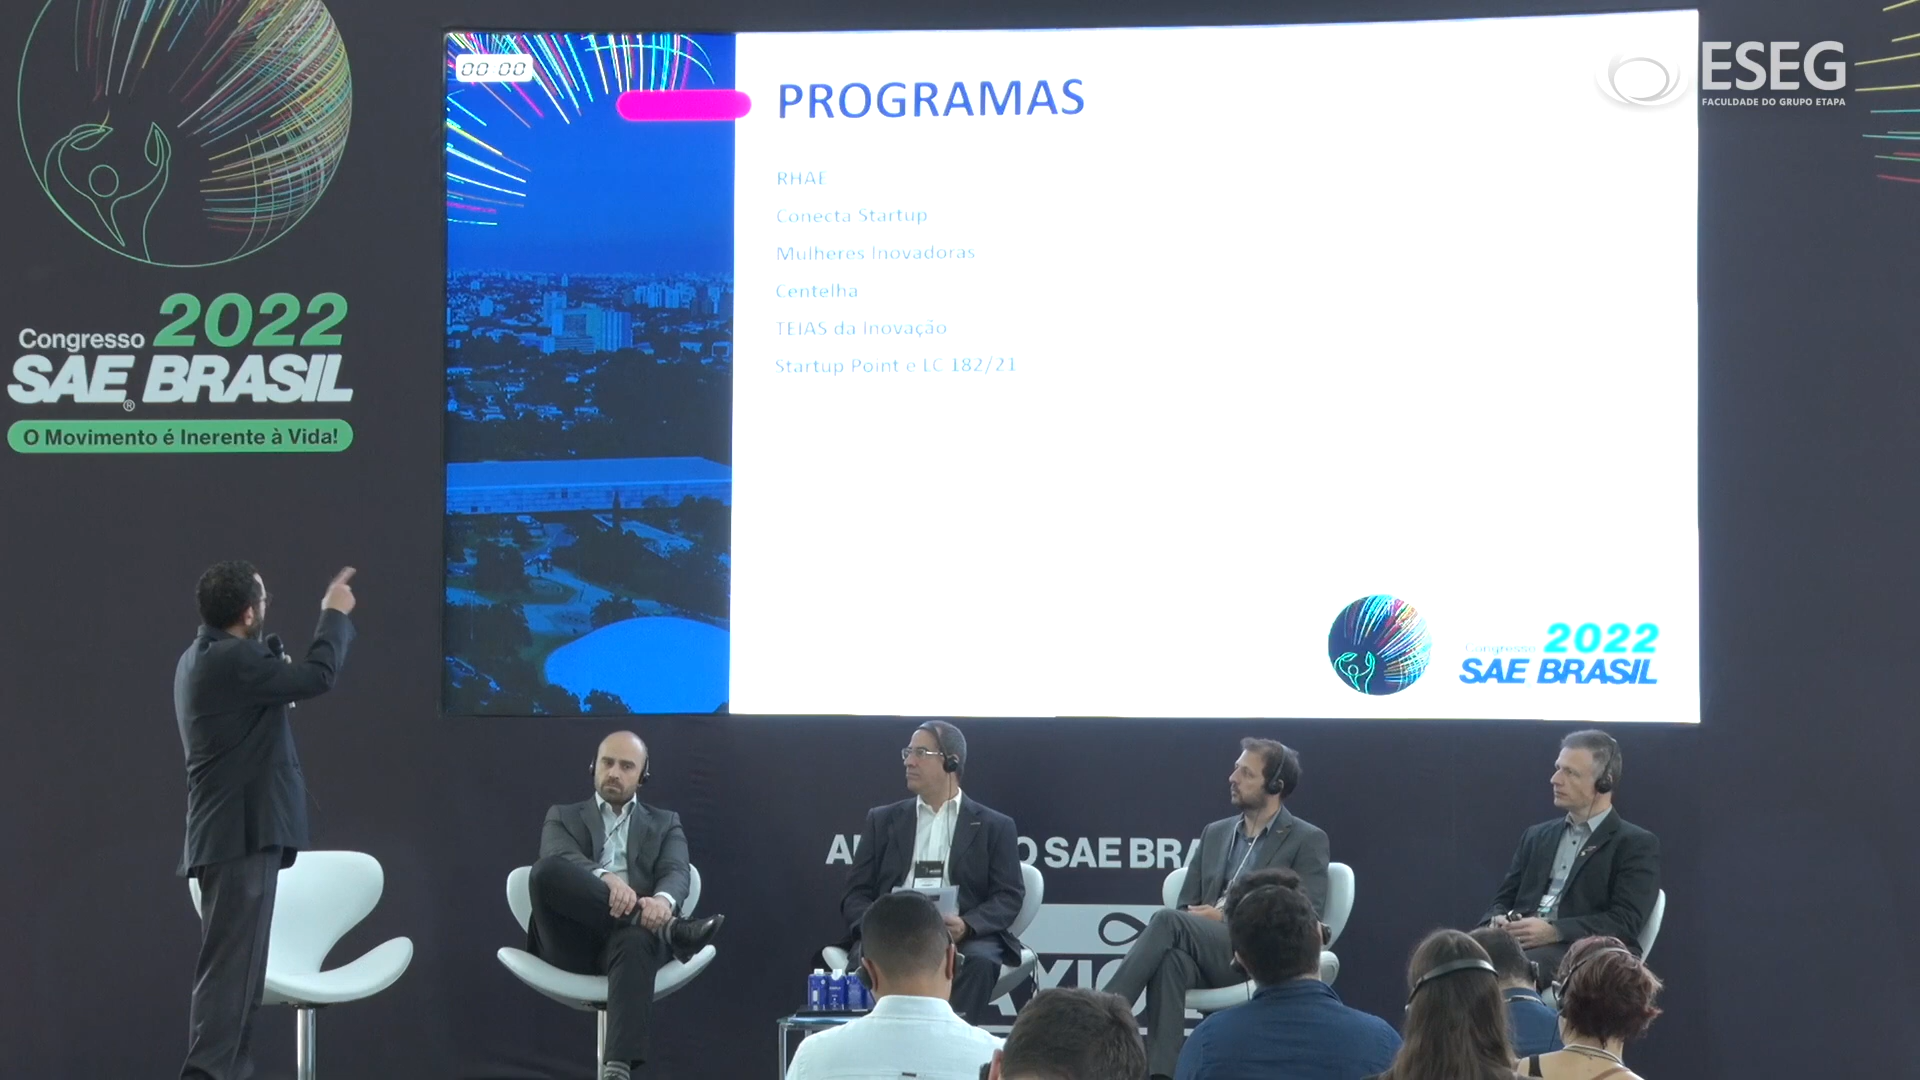 00:00
PROGRAMAS
RHAE
Conecta Startup
Mulheres Inovadoras
Centelha
TEIAS da Inovação
Startup Point e LC 182/21
Congresso 2022
SAE BRASIL
ESEG
FACULDADE DO GRUPO ETAPA
Congresso 2022
SAE BRASIL
®
O Movimento é Inerente à Vida!
SAE